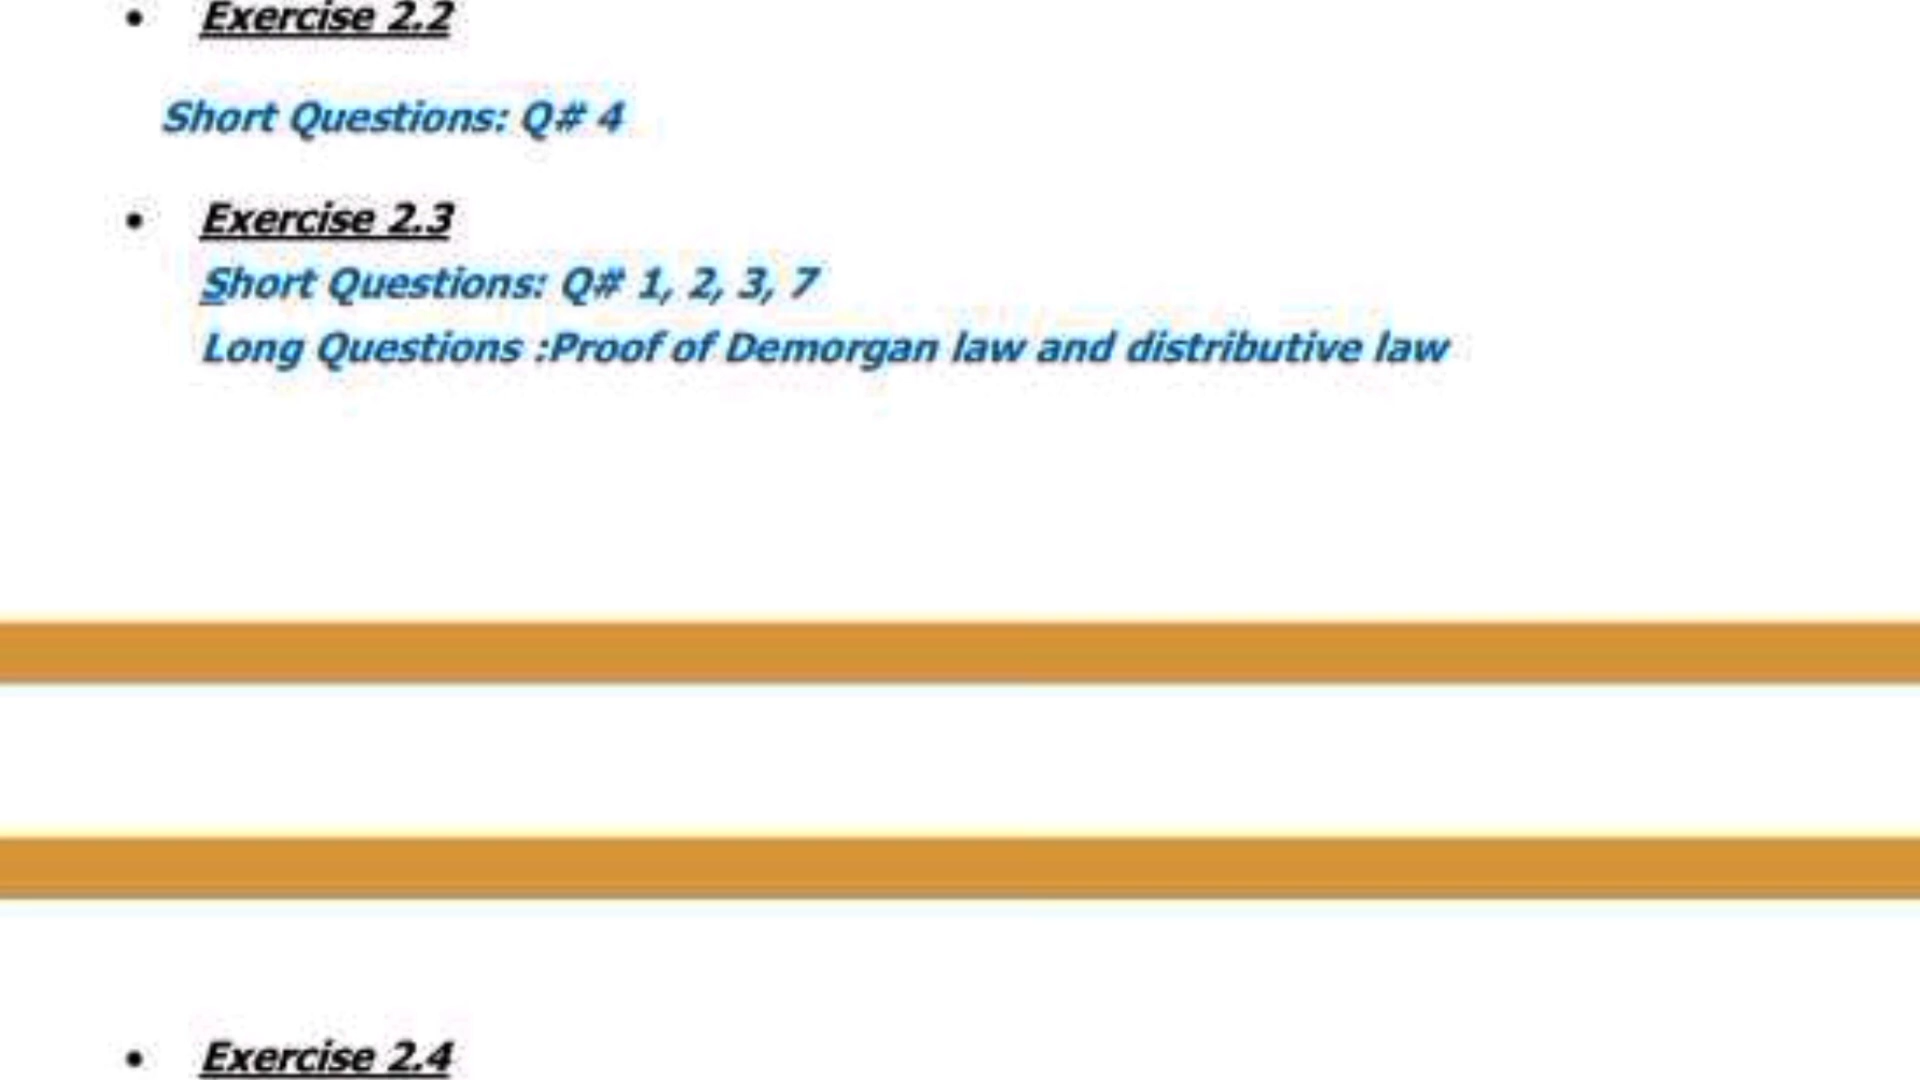 • Exercise 2.2
Short Questions: Q# 4
• Exercise 2.3
Short Questions: Q# 1, 2, 3, 7
Long Questions :Proof of Demorgan law and distributive law
• Exercise 2.4